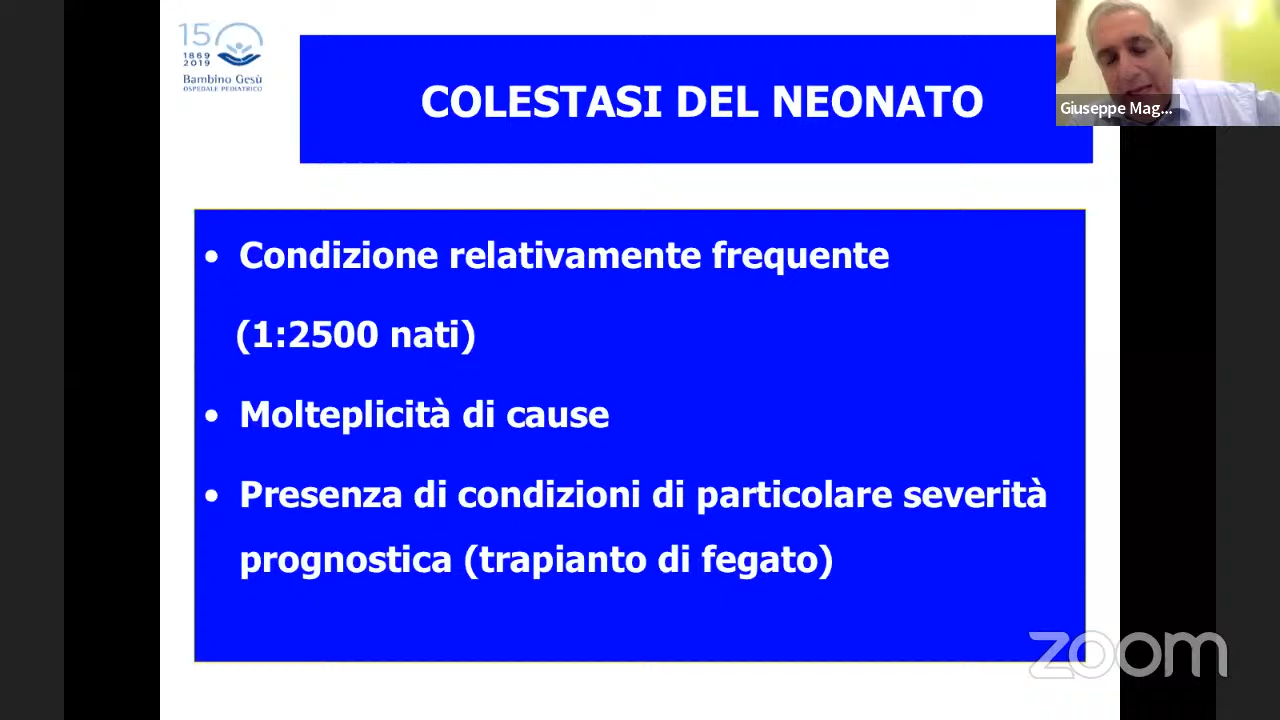 150
1869
2019
Bambino Gesù
OSPEDALE PEDIATRICO
COLESTASI DEL NEONATO
Giuseppe Mag...
• Condizione relativamente frequente
(1:2500 nati)
• Molteplicità di cause
• Presenza di condizioni di particolare severità
prognostica (trapianto di fegato)
zoom